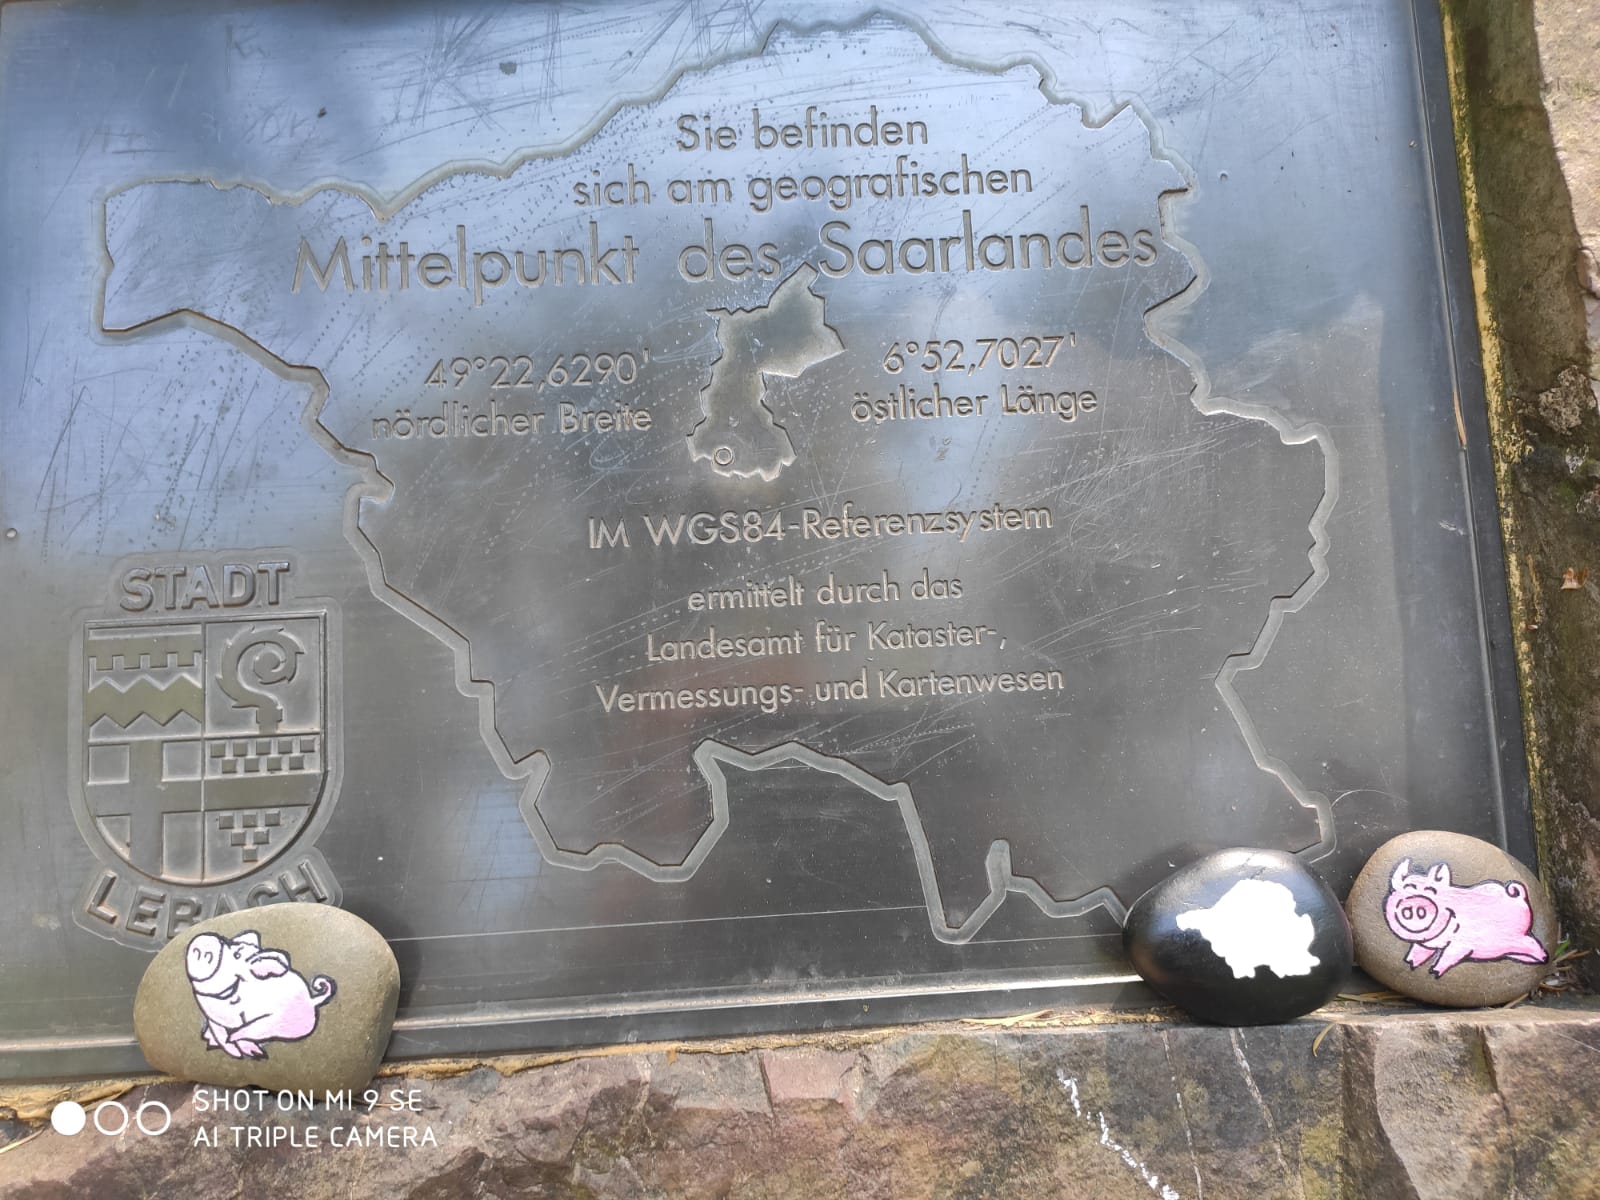 Sie befinden
sich am geografischen
Mittelpunkt des Saarlandes
49°22,6290'
nördlicher Breite
6°52,7027'
östlicher Länge
IM WGS84-Referenzsystem
ermittelt durch das
Landesamt für Kataster-,
Vermessungs- und Kartenwesen
STADT
LEBACH
SHOT ON MI 9 SE
AI TRIPLE CAMERA